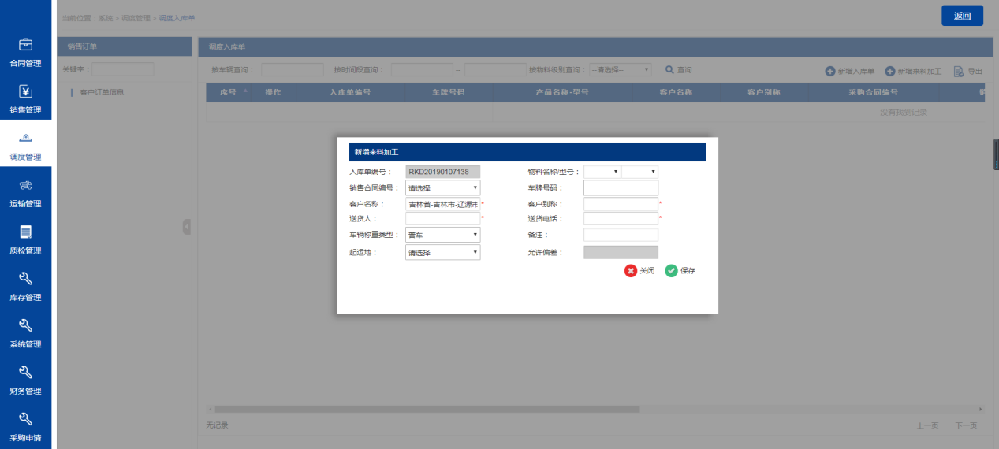 当前位置：系统 > 调度管理 > 调度入库单
返回
合同管理
销售管理
调度管理
运输管理
质检管理
库存管理
系统管理
财务管理
采购申请
销售订单
关键字：
客户订单信息
调度入库单
按车辆查询： 按时间段查询： -- 按物料级别查询： --请选择-- 查询
新增入库单 新增来料加工 导出
序号 操作 入库单编号 车牌号码 产品名称-型号 客户名称 客户别称 采购合同编号
没有找到记录
新增来料加工
入库单编号： RKD20190107138 物料名称/型号：
销售合同编号： 请选择 车牌号码：
客户名称： 吉林省-吉林市-辽源市 * 客户别称： *
送货人： * 送货电话： *
车辆称重类型： 普车 备注：
起运地： 请选择 允许偏差：
关闭 保存
无记录 上一页 下一页